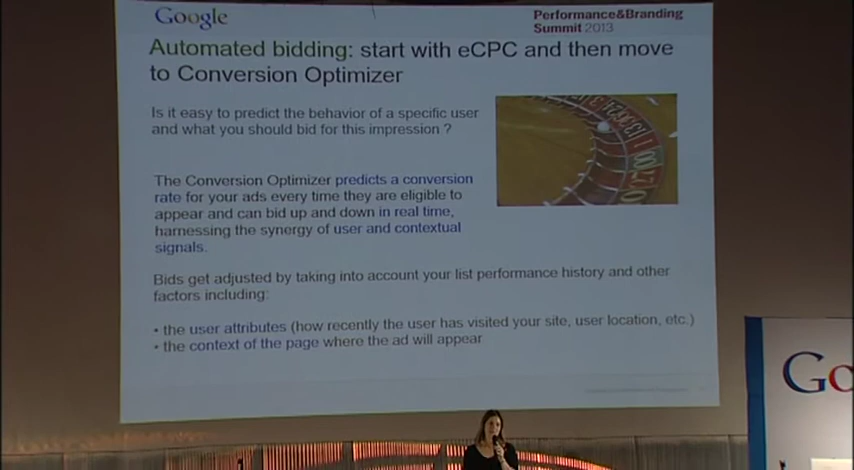 Google
Performance&Branding
Summit 2013
Automated bidding: start with eCPC and then move
to Conversion Optimizer
Is it easy to predict the behavior of a specific user
and what you should bid for this impression ?
The Conversion Optimizer predicts a conversion
rate for your ads every time they are eligible to
appear and can bid up and down in real time,
harnessing the synergy of user and contextual
signals.
Bids get adjusted by taking into account your list performance history and other
factors including:
• the user attributes (how recently the user has visited your site, user location, etc.)
• the context of the page where the ad will appear
Go